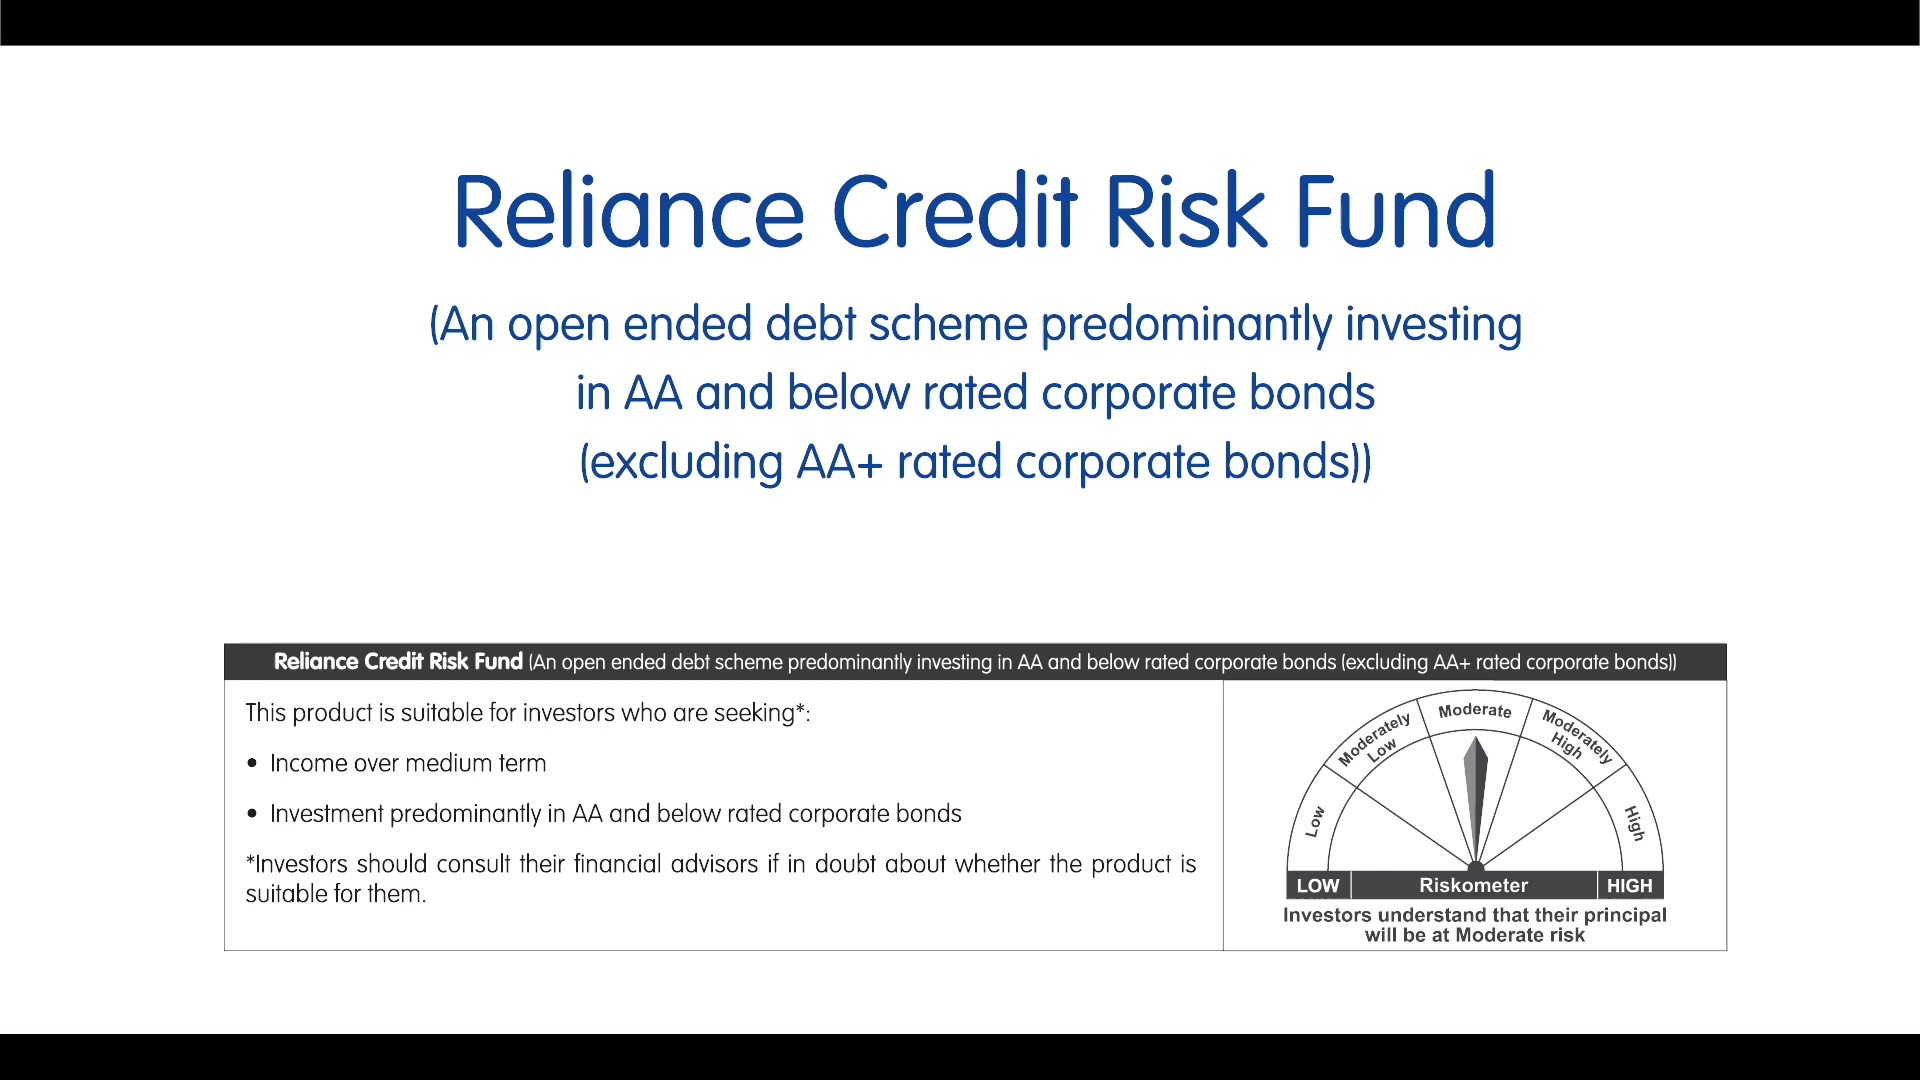 Reliance Credit Risk Fund
(An open ended debt scheme predominantly investing
in AA and below rated corporate bonds
(excluding AA+ rated corporate bonds))
Reliance Credit Risk Fund (An open ended debt scheme predominantly investing in AA and below rated corporate bonds (excluding AA+ rated corporate bonds))
This product is suitable for investors who are seeking*:
• Income over medium term
• Investment predominantly in AA and below rated corporate bonds
*Investors should consult their financial advisors if in doubt about whether the product is
suitable for them.
Low
Moderately
Low
Moderate
Moderately
High
High
LOW Riskometer HIGH
Investors understand that their principal
will be at Moderate risk